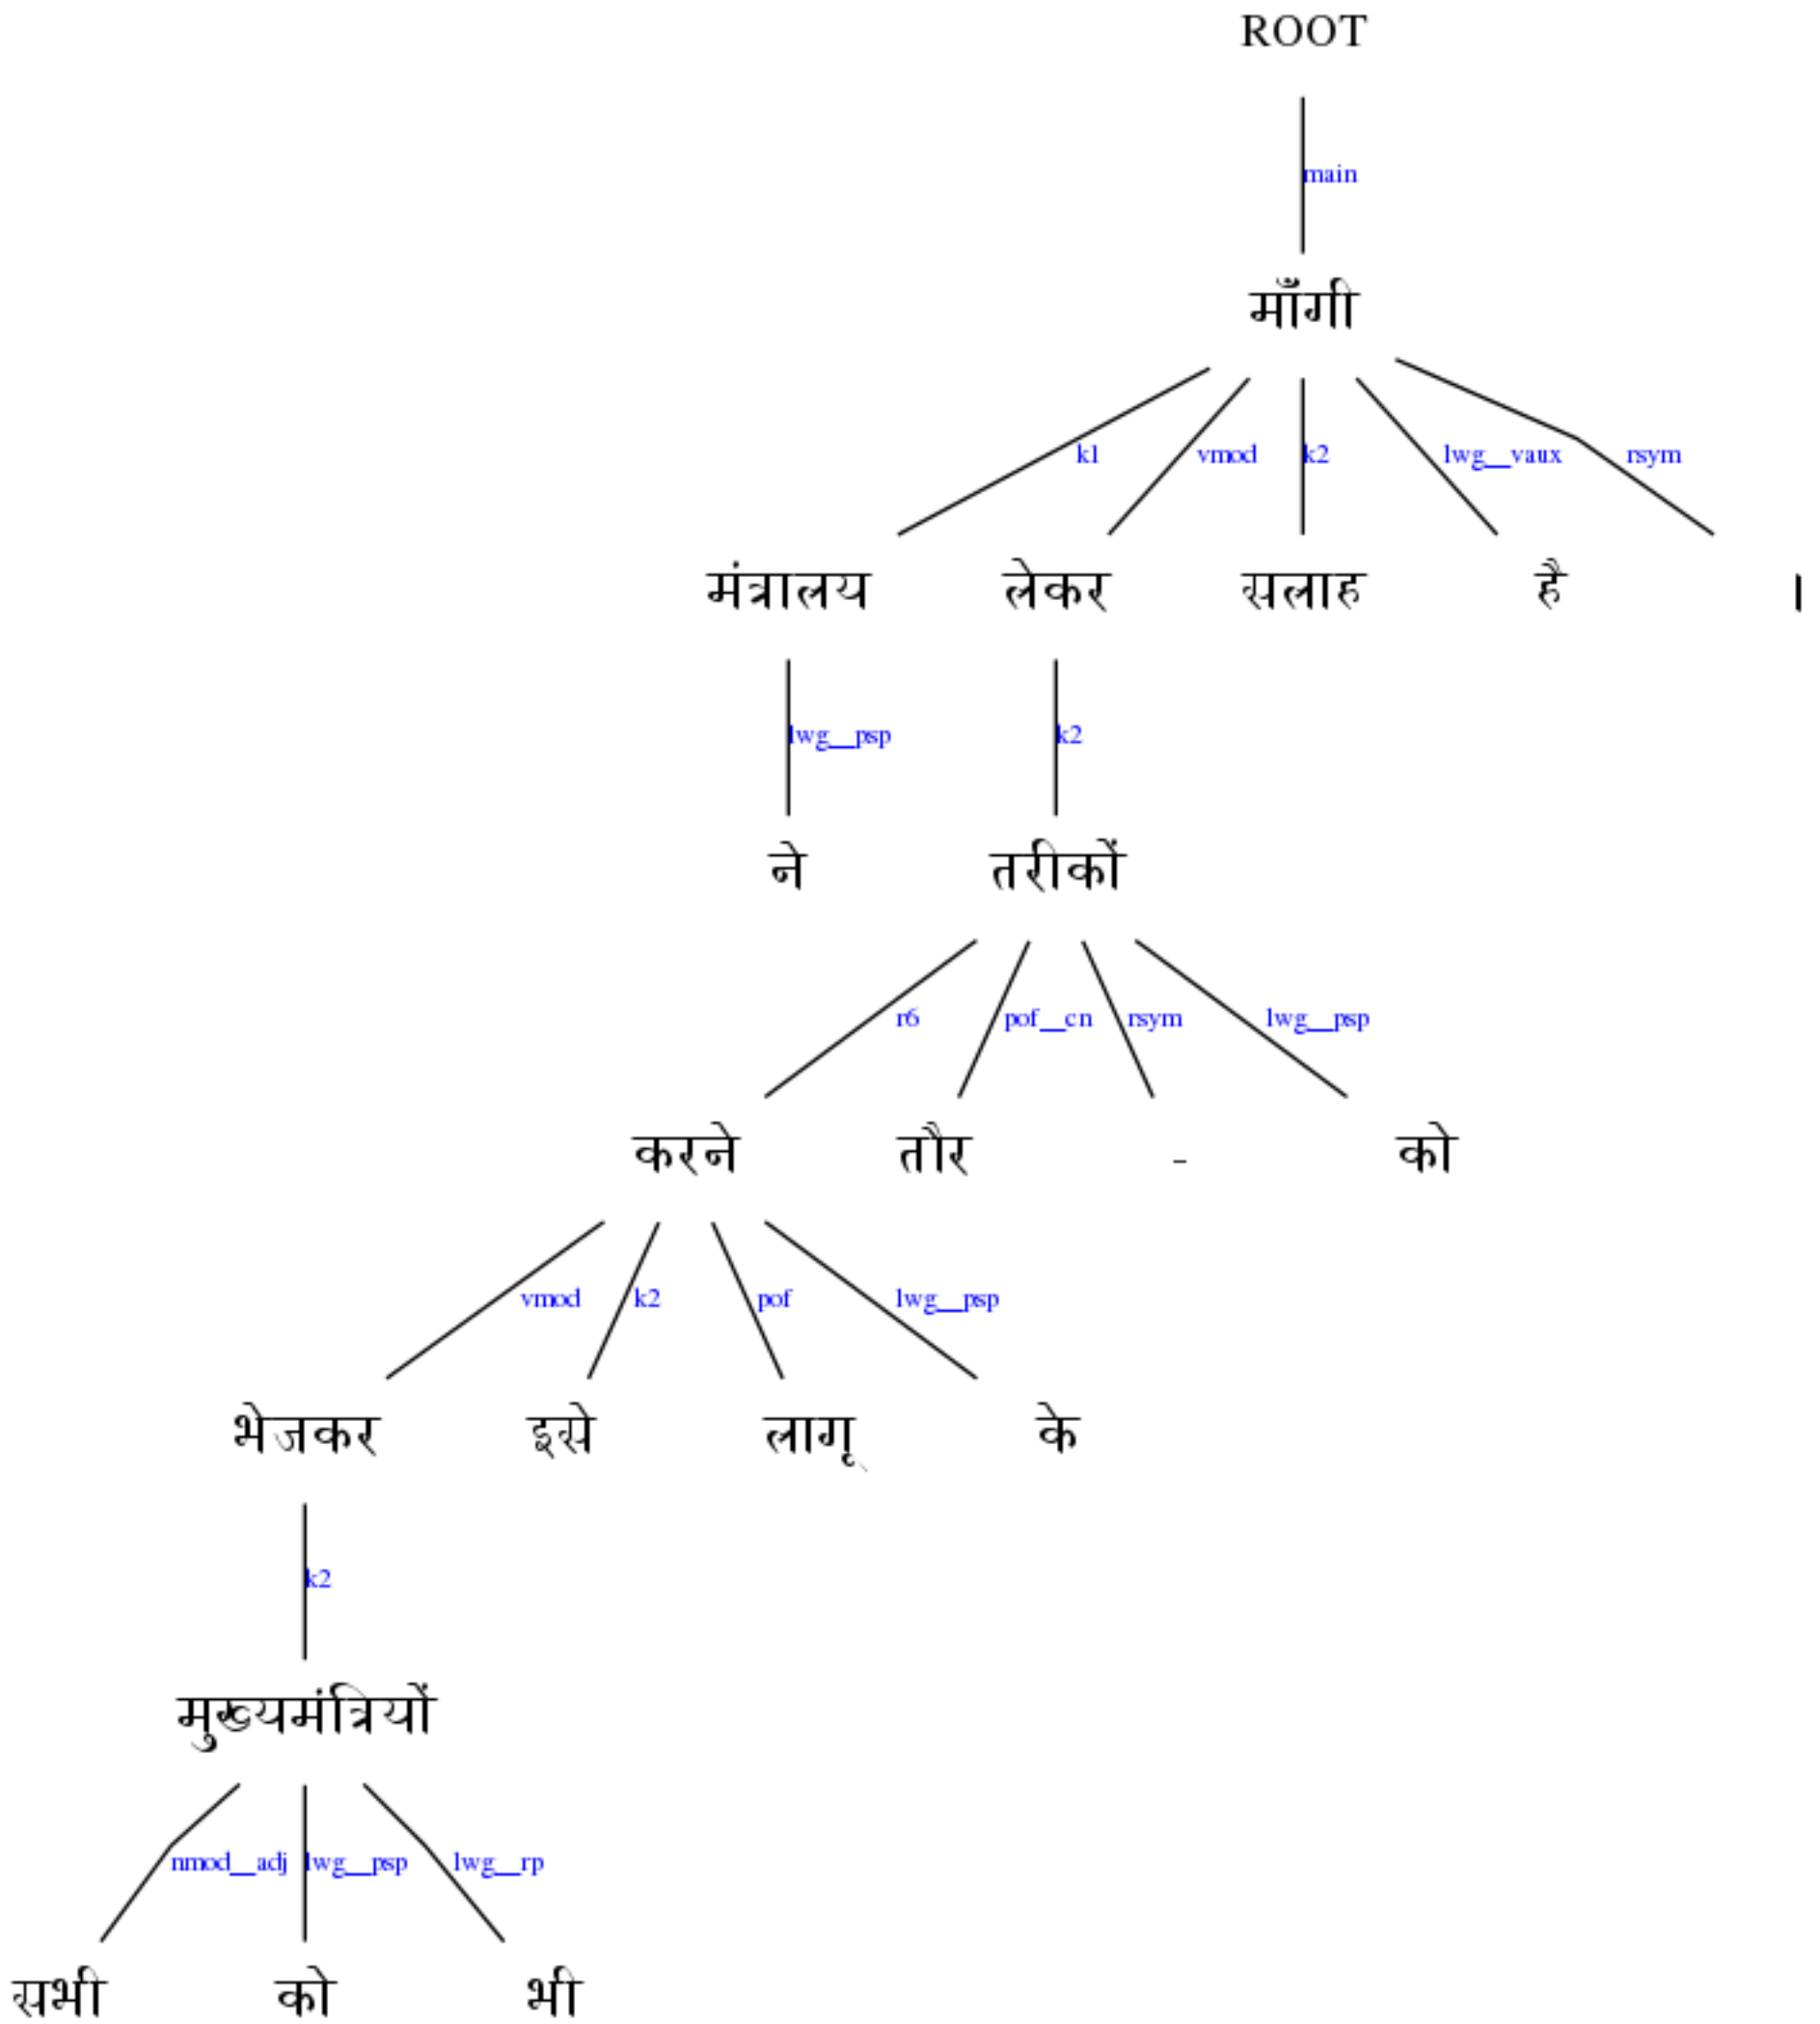 ROOT
main
माँगी
k1 vmod k2 lwg__vaux rsym
मंत्रालय लेकर सलाह है ।
lwg__psp k2
ने तरीकों
r6 pof__cn rsym lwg__psp
करने तौर - को
vmod k2 pof lwg__psp
भेजकर इसे लागू के
k2
मुख्यमंत्रियों
nmod__adj lwg__psp lwg__rp
सभी को भी